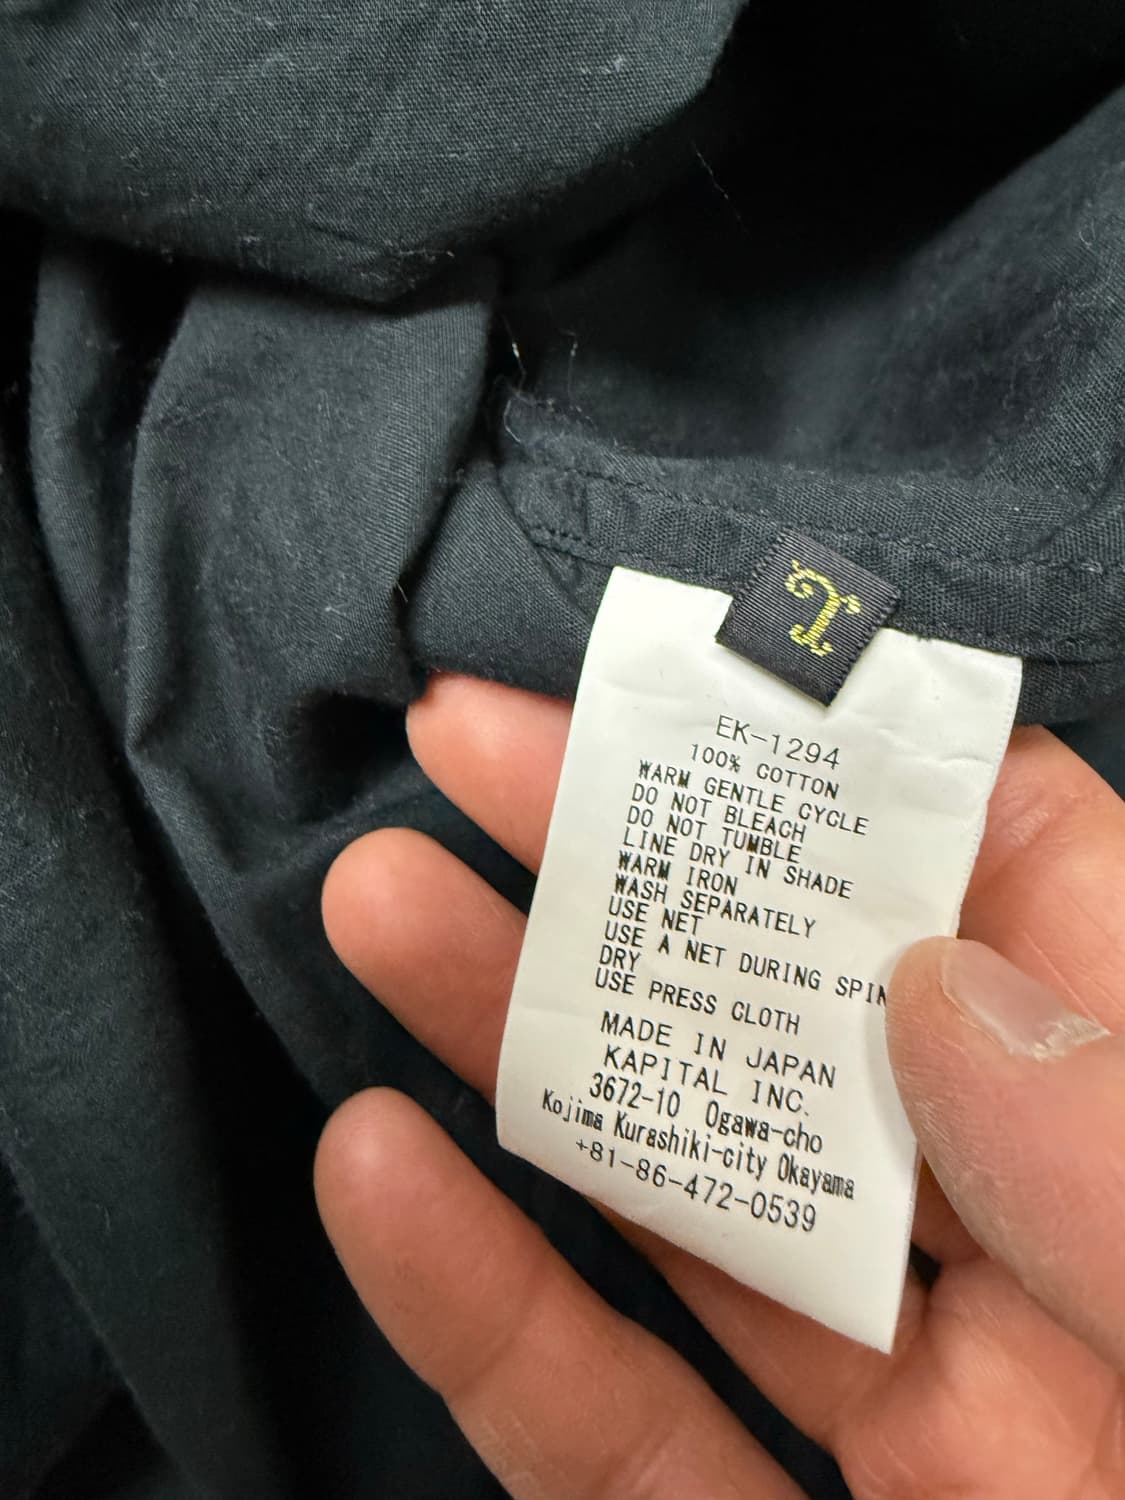 EK-1294
100% COTTON
WARM GENTLE CYCLE
DO NOT BLEACH
DO NOT TUMBLE
LINE DRY IN SHADE
WARM IRON
WASH SEPARATELY
USE NET
USE A NET DURING SPIN
DRY
USE PRESS CLOTH
MADE IN JAPAN
KAPITAL INC.
3672-10 Ogawa-cho
Kojima Kurashiki-city Okayama
+81-86-472-0539